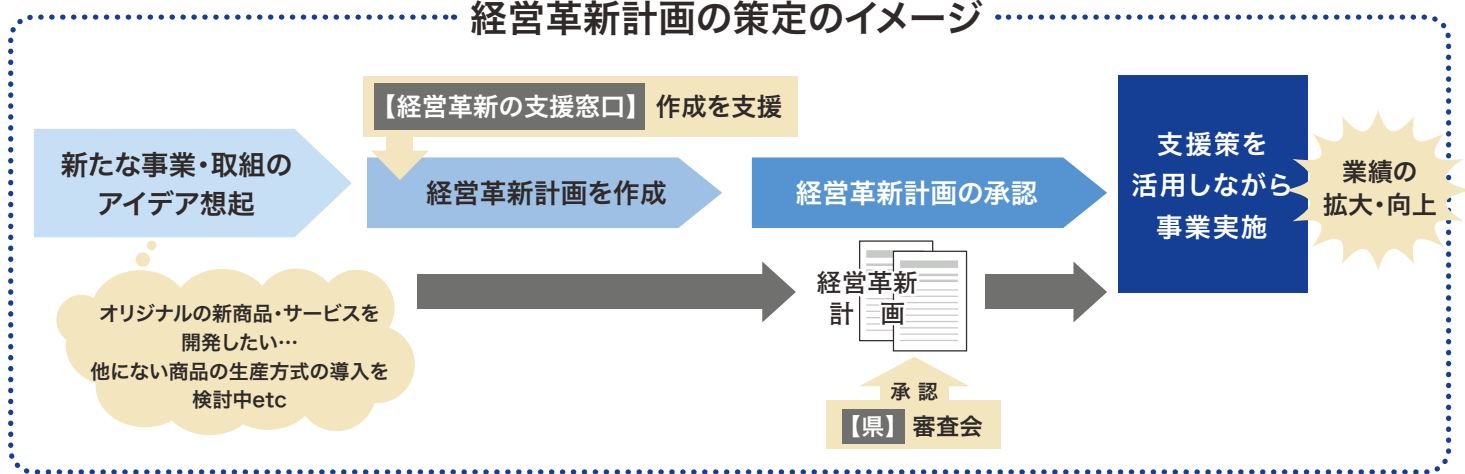 経営革新計画の策定のイメージ
【経営革新の支援窓口】 作成を支援
新たな事業・取組の
アイデア想起
経営革新計画を作成
経営革新計画の承認
支援策を
活用しながら
事業実施
業績の
拡大・向上
オリジナルの新商品・サービスを
開発したい…
他にない商品の生産方式の導入を
検討中etc
経営革新
計 画
承 認
【県】 審査会